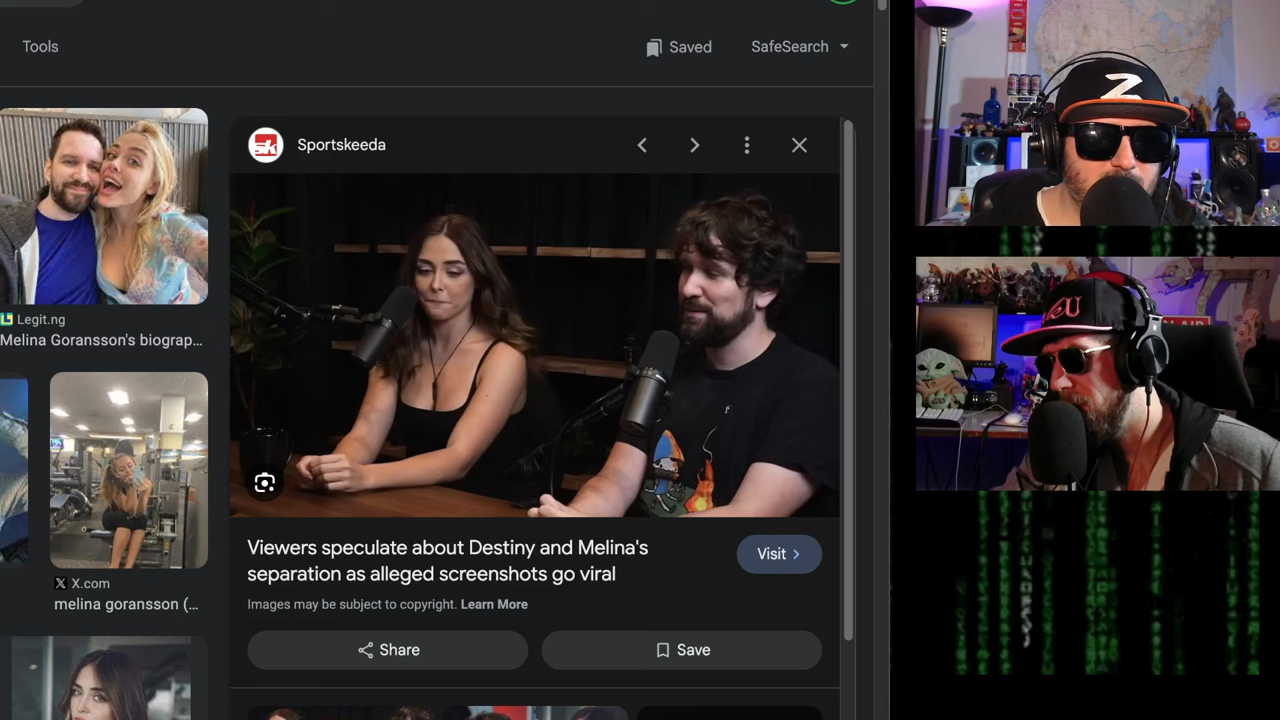 Tools
Saved
SafeSearch
sk
Sportskeeda
Legit.ng
Melina Goransson's biograp...
X.com
melina goransson (...
Viewers speculate about Destiny and Melina's
separation as alleged screenshots go viral
Visit
Images may be subject to copyright. Learn More
Share
Save
Z